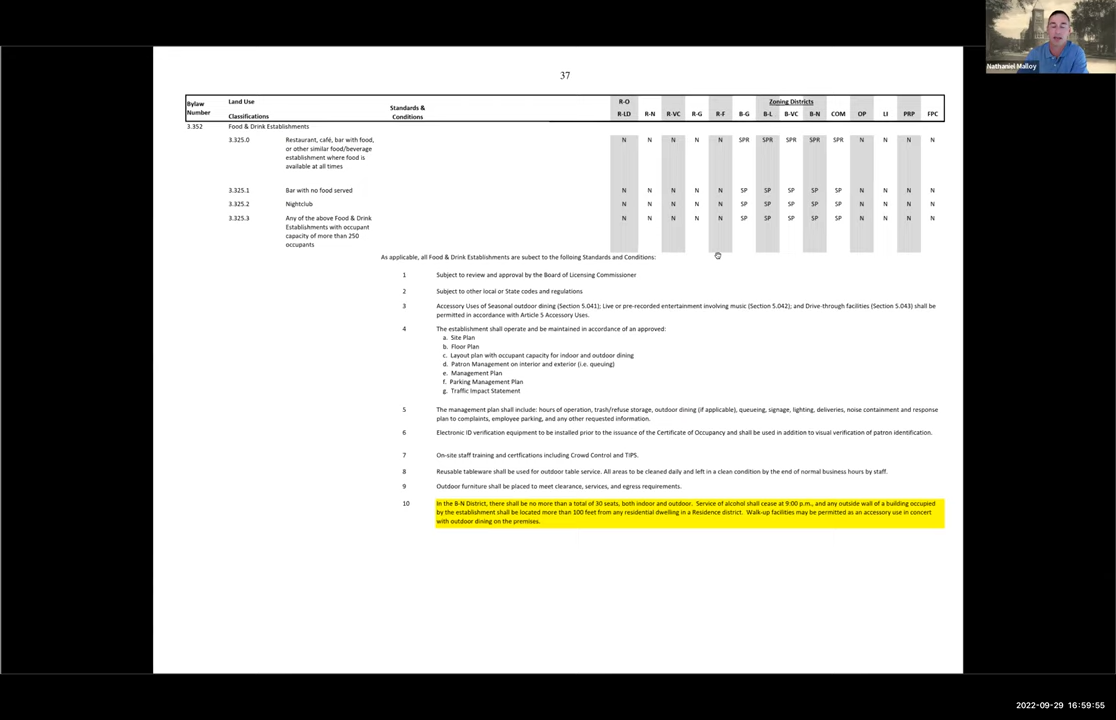 Nathaniel Malloy
37
Bylaw Number
Land Use Classifications
Standards & Conditions
Zoning Districts
R-O
R-LD R-N R-VC R-G R-F B-G B-L B-VC B-N COM OP LI PRP FPC
3.352 Food & Drink Establishments
3.325.0 Restaurant, café, bar with food, N N N N N SPR SPR SPR SPR SPR N N N N
or other similar food/beverage
establishment where food is
available at all times
3.325.1 Bar with no food served N N N N N SP SP SP SP SP N N N N
3.325.2 Nightclub N N N N N SP SP SP SP SP N N N N
3.325.3 Any of the above Food & Drink N N N N N SP SP SP SP SP N N N N
Establishments with occupant
capacity of more than 250
occupants
As applicable, all Food & Drink Establishments are subect to the folloing Standards and Conditions:
1 Subject to review and approval by the Board of Licensing Commissioner
2 Subject to other local or State codes and regulations
3 Accessory Uses of Seasonal outdoor dining (Section 5.041); Live or pre-recorded entertainment involving music (Section 5.042); and Drive-through facilities (Section 5.043) shall be
permitted in accordance with Article 5 Accessory Uses.
4 The establishment shall operate and be maintained in accordance of an approved:
a. Site Plan
b. Floor Plan
c. Layout plan with occupant capacity for indoor and outdoor dining
d. Patron Management on interior and exterior (i.e. queuing)
e. Management Plan
f. Parking Management Plan
g. Traffic Impact Statement
5 The management plan shall include: hours of operation, trash/refuse storage, outdoor dining (if applicable), queueing, signage, lighting, deliveries, noise containment and response
plan to complaints, employee parking, and any other requested information.
6 Electronic ID verification equipment to be installed prior to the issuance of the Certificate of Occupancy and shall be used in addition to visual verification of patron identification.
7 On-site staff training and certfications including Crowd Control and TIPS.
8 Reusable tableware shall be used for outdoor table service. All areas to be cleaned daily and left in a clean condition by the end of normal business hours by staff.
9 Outdoor furniture shall be placed to meet clearance, services, and egress requirements.
10 In the B-N District, there shall be no more than a total of 30 seats, both indoor and outdoor. Service of alcohol shall cease at 9:00 p.m., and any outside wall of a building occupied
by the establishment shall be located more than 100 feet from any residential dwelling in a Residence district. Walk-up facilities may be permitted as an accessory use in concert
with outdoor dining on the premises.
2022-09-29 16:59:55